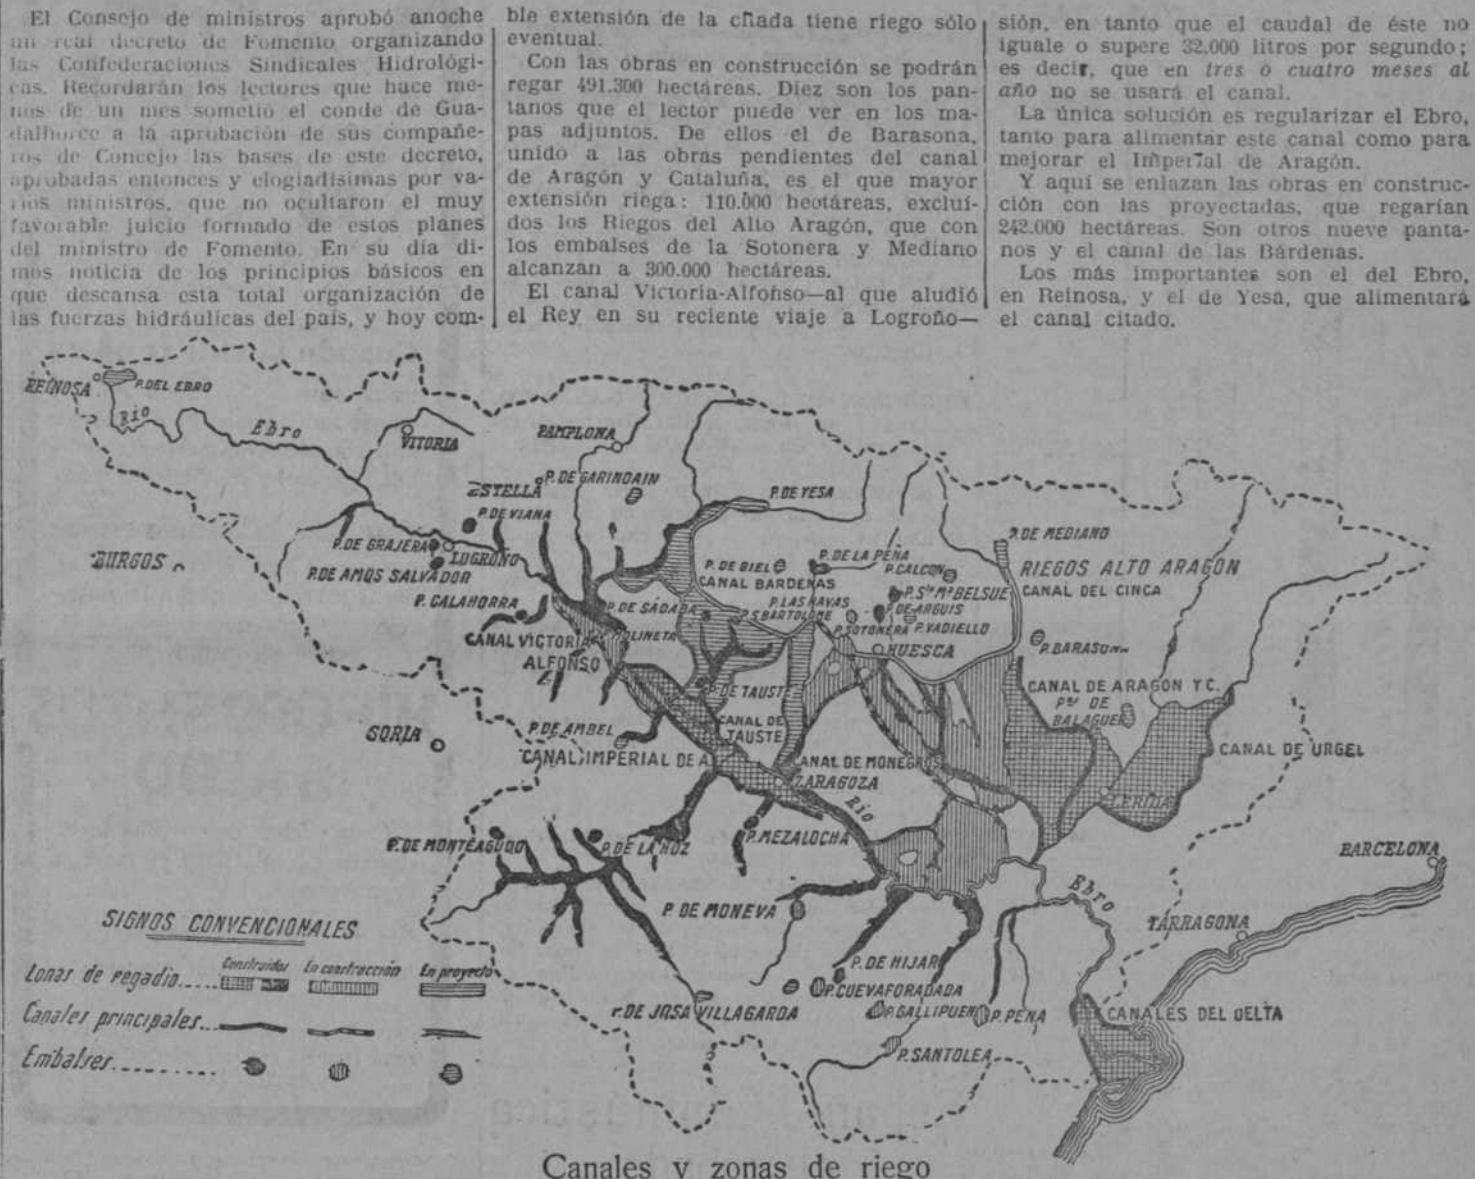 El Consejo de ministros aprobó anoche
un real decreto de Fomento organizando
las Confederaciones Sindicales Hidrológi-
cas. Recordarán los lectores que hace me-
nos de un mes sometió el conde de Gua-
dalhorce a la aprobación de sus compañe-
ros de Concejo las bases de este decreto,
aprobadas entonces y elogiadísimas por va-
rios ministros, que no ocultaron el muy
favorable juicio formado de estos planes
del ministro de Fomento. En su día di-
mos noticia de los principios básicos en
que descansa esta total organización de
las fuerzas hidráulicas del país, y hoy com-
ble extensión de la citada tiene riego sólo
eventual.
Con las obras en construcción se podrán
regar 491.300 hectáreas. Diez son los pan-
tanos que el lector puede ver en los ma-
pas adjuntos. De ellos el de Barasona,
unido a las obras pendientes del canal
de Aragón y Cataluña, es el que mayor
extensión riega: 110.000 hectáreas, excluí-
dos los Riegos del Alto Aragón, que con
los embalses de la Sotonera y Mediano
alcanzan a 300.000 hectáreas.
El canal Victoria-Alfonso—al que aludió
el Rey en su reciente viaje a Logroño—
sión, en tanto que el caudal de éste no
iguale o supere 32.000 litros por segundo;
es decir, que en tres o cuatro meses al
año no se usará el canal.
La única solución es regularizar el Ebro,
tanto para alimentar este canal como para
mejorar el Imperial de Aragón.
Y aquí se enlazan las obras en construc-
ción con las proyectadas, que regarían
242.000 hectáreas. Son otros nueve panta-
nos y el canal de las Bárdenas.
Los más importantes son el del Ebro,
en Reinosa, y el de Yesa, que alimentará
el canal citado.
REINOSA
P. DEL EBRO
Río
Ebro
VITORIA
PAMPLONA
ESTELLA
P. DE GARINOAIN
P. DE VIANA
P. DE YESA
P. DE GRAJERA
LOGROÑO
P. DE AMOS SALVADOR
BURGOS
P. CALAHORRA
P. DE BIEL
P. DE LA PEÑA
P. CALCON
P. DE MEDIANO
RIEGOS ALTO ARAGON
CANAL DEL CINCA
CANAL BARDENAS
P. DE SÁDABA
P. LAS NAVAS
P. S. BARTOLOME
P. Sta Ma BELSUE
P. DE ARGUIS
P. SOTONERA
P. VADIELLO
MOLINETA
CANAL VICTORIA
ALFONSO
HUESCA
P. BARASONA
CANAL DE ARAGON Y C.
P. DE TAUSTE
Pno DE
BALAGUER
SORIA
P. DE AMBEL
CANAL DE
TAUSTE
CANAL IMPERIAL DE A.
CANAL DE MONEGROS
CANAL DE URGEL
ZARAGOZA
Río
LERIDA
P. DE MONTEAGUDO
P. DE LA HOZ
P. MEZALOCHA
BARCELONA
Ebro
P. DE MONEVA
TARRAGONA
P. DE HIJAR
P. CUEVAFORADADA
P. DE JOSA
VILLAGARDA
P. GALLIPUEN
P. PENA
CANALES DEL DELTA
P. SANTOLEA
SIGNOS CONVENCIONALES
Construidos
En construcción
En proyecto
Zonas de regadio
Canales principales
Embalses
Canales y zonas de riego